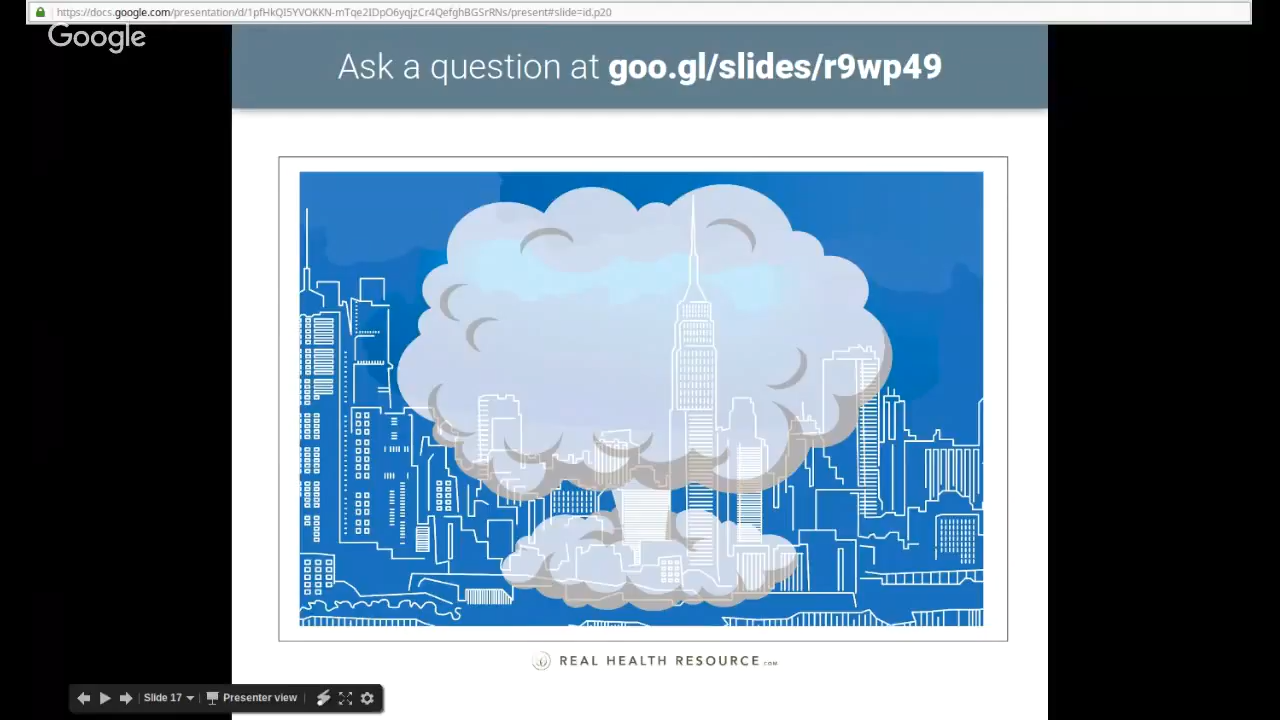 https://docs.google.com/presentation/d/1pfHkQI5YVOKKN-mTqe2IDpO6yqjzCr4QefghBGSrRNs/present#slide=id.p20
Google
Ask a question at goo.gl/slides/r9wp49
REAL HEALTH RESOURCE.COM
Slide 17 Presenter view